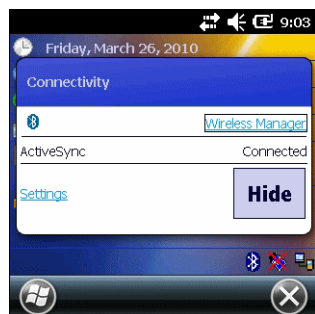 9:03
Friday, March 26, 2010
Connectivity
Wireless Manager
ActiveSync Connected
Settings Hide